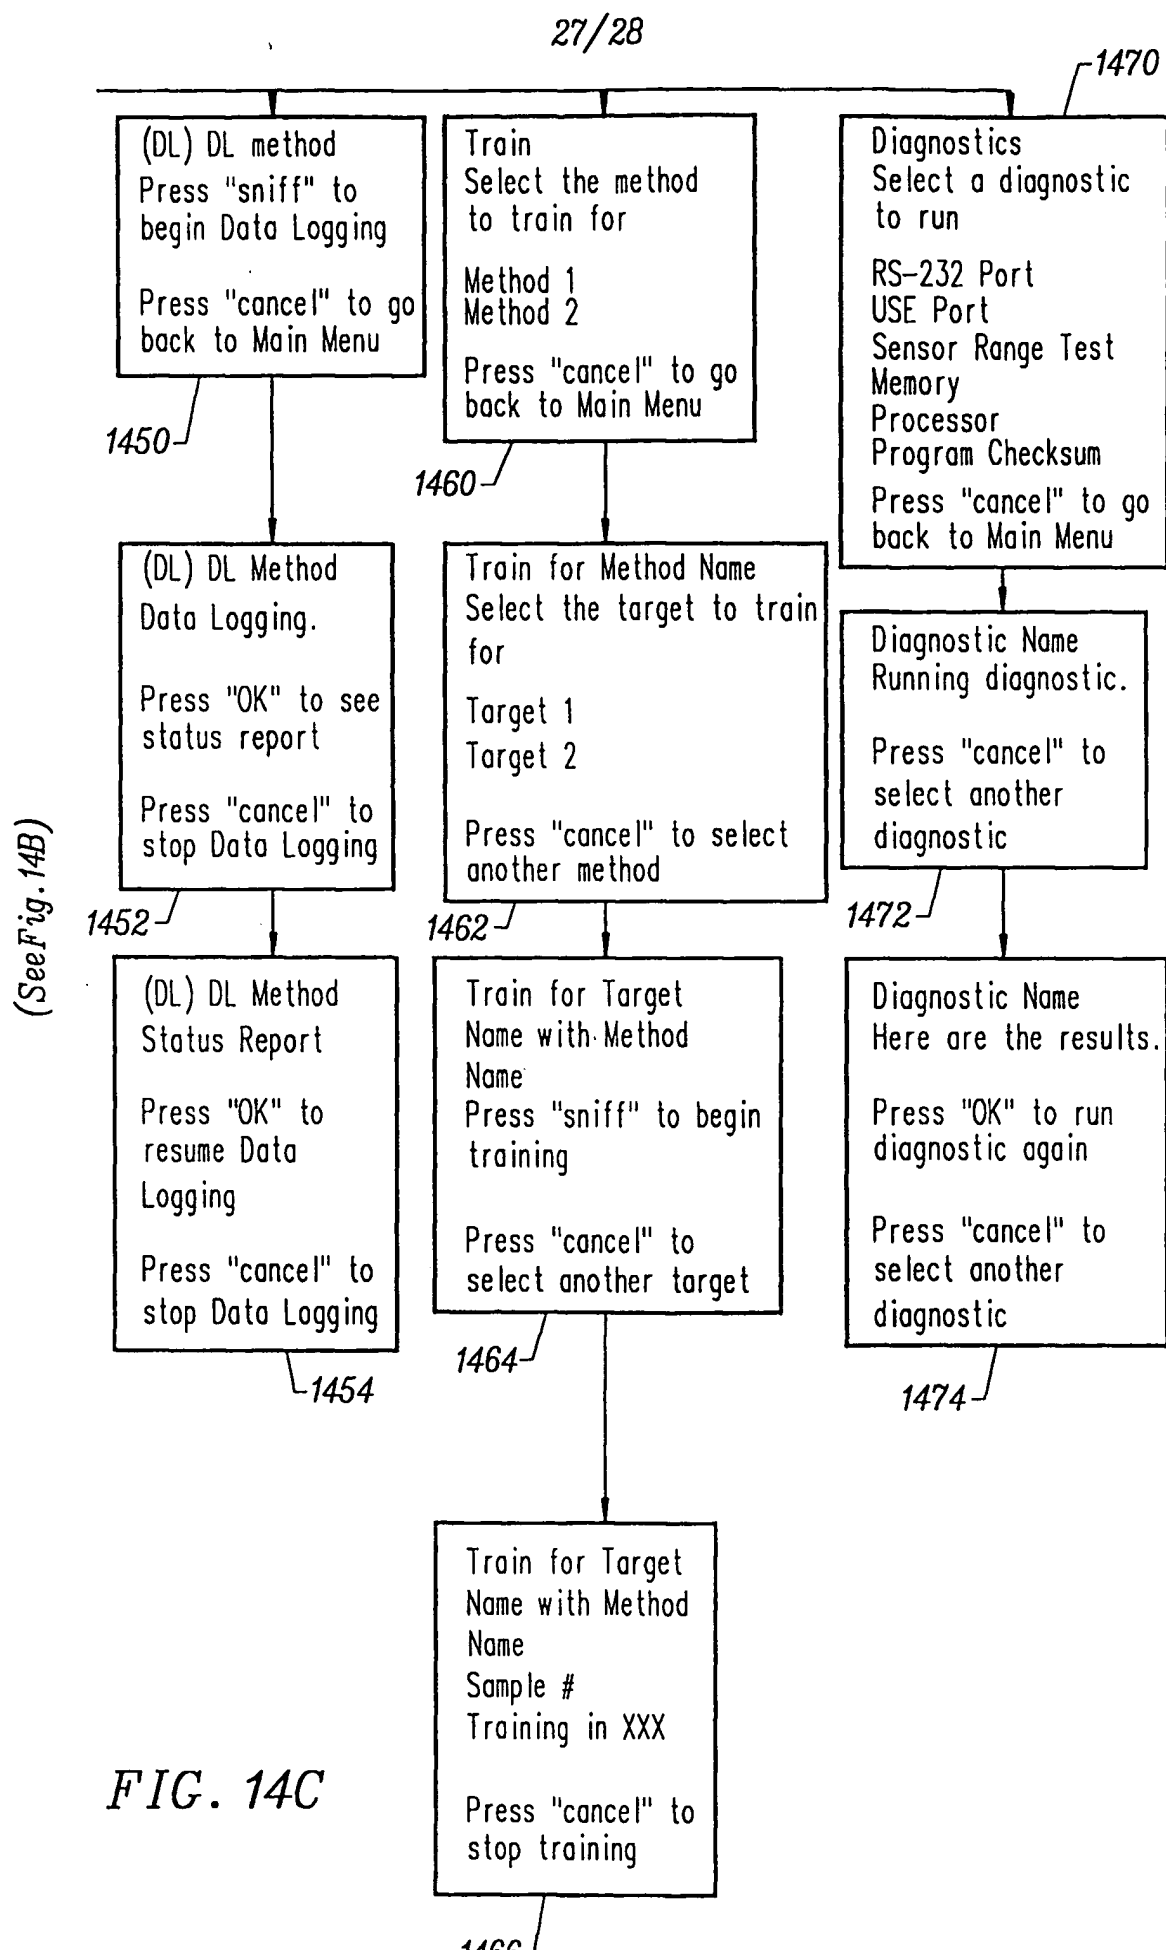 27/28
1470
(DL) DL method
Press "sniff" to
begin Data Logging
Press "cancel" to go
back to Main Menu
1450
Train
Select the method
to train for
Method 1
Method 2
Press "cancel" to go
back to Main Menu
1460
Diagnostics
Select a diagnostic
to run
RS-232 Port
USE Port
Sensor Range Test
Memory
Processor
Program Checksum
Press "cancel" to go
back to Main Menu
(DL) DL Method
Data Logging.
Press "OK" to see
status report
Press "cancel" to
stop Data Logging
1452
Train for Method Name
Select the target to train
for
Target 1
Target 2
Press "cancel" to select
another method
1462
Diagnostic Name
Running diagnostic.
Press "cancel" to
select another
diagnostic
1472
(See Fig. 14B)
(DL) DL Method
Status Report
Press "OK" to
resume Data
Logging
Press "cancel" to
stop Data Logging
1454
Train for Target
Name with Method
Name
Press "sniff" to begin
training
Press "cancel" to
select another target
1464
Diagnostic Name
Here are the results.
Press "OK" to run
diagnostic again
Press "cancel" to
select another
diagnostic
1474
Train for Target
Name with Method
Name
Sample #
Training in XXX
Press "cancel" to
stop training
1466
FIG. 14C